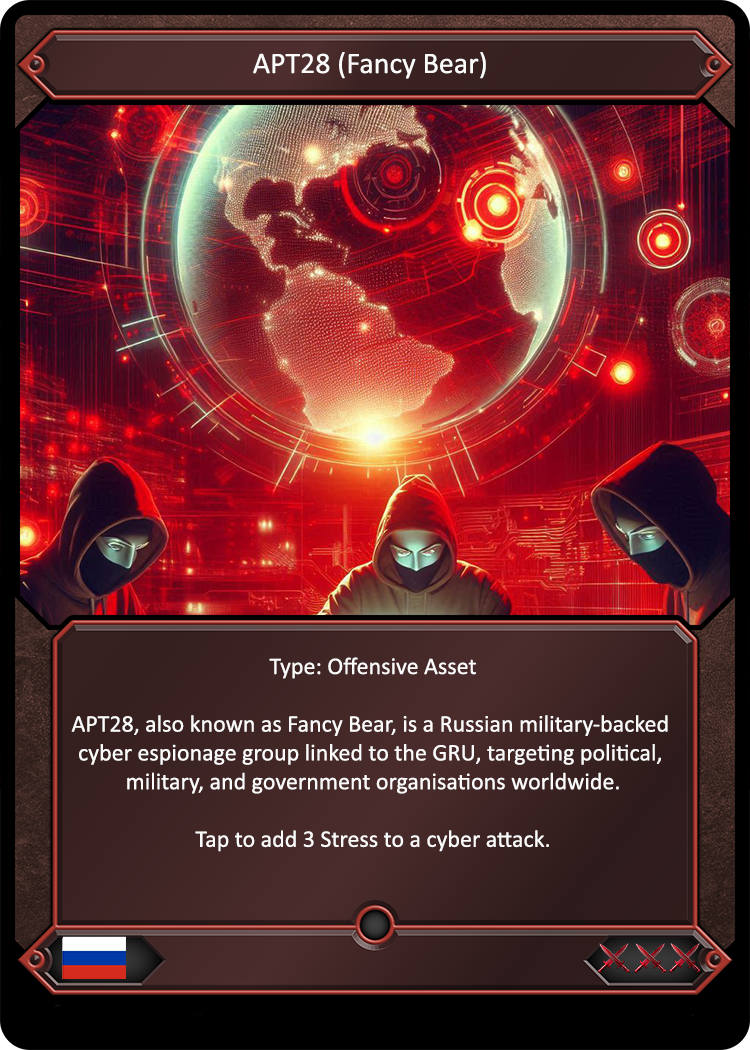 APT28 (Fancy Bear)
Type: Offensive Asset
APT28, also known as Fancy Bear, is a Russian military-backed
cyber espionage group linked to the GRU, targeting political,
military, and government organisations worldwide.
Tap to add 3 Stress to a cyber attack.